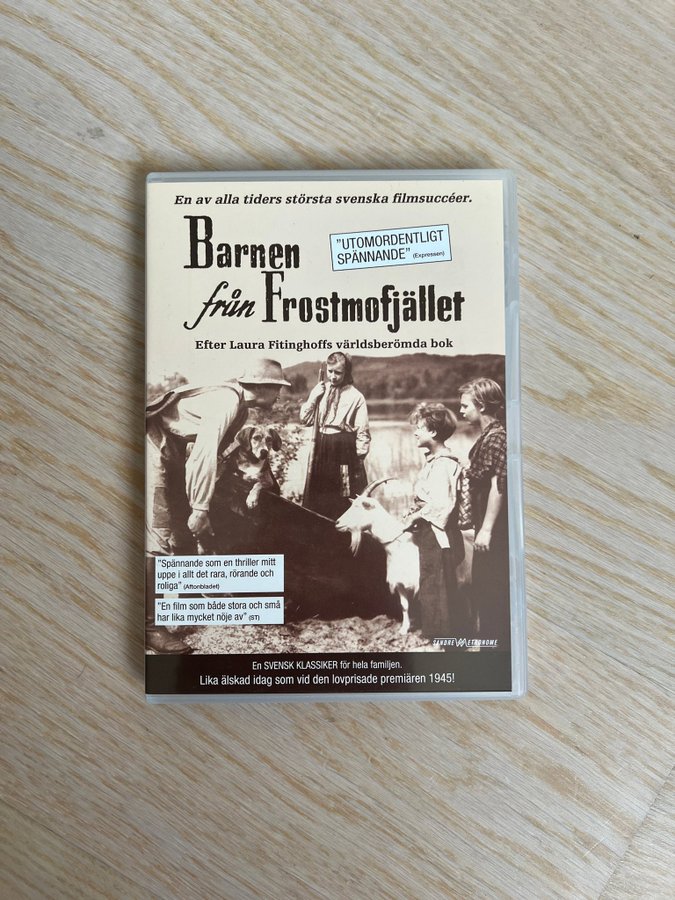 En av alla tiders största svenska filmsuccéer.
Barnen
från Frostmofjället
"UTOMORDENTLIGT
SPÄNNANDE" (Expressen)
Efter Laura Fitinghoffs världsberömda bok
"Spännande som en thriller mitt
uppe i allt det rara, rörande och
roliga" (Aftonbladet)
"En film som både stora och små
har lika mycket nöje av" (ST)
SANDREW METRONOME
En SVENSK KLASSIKER för hela familjen.
Lika älskad idag som vid den lovprisade premiären 1945!